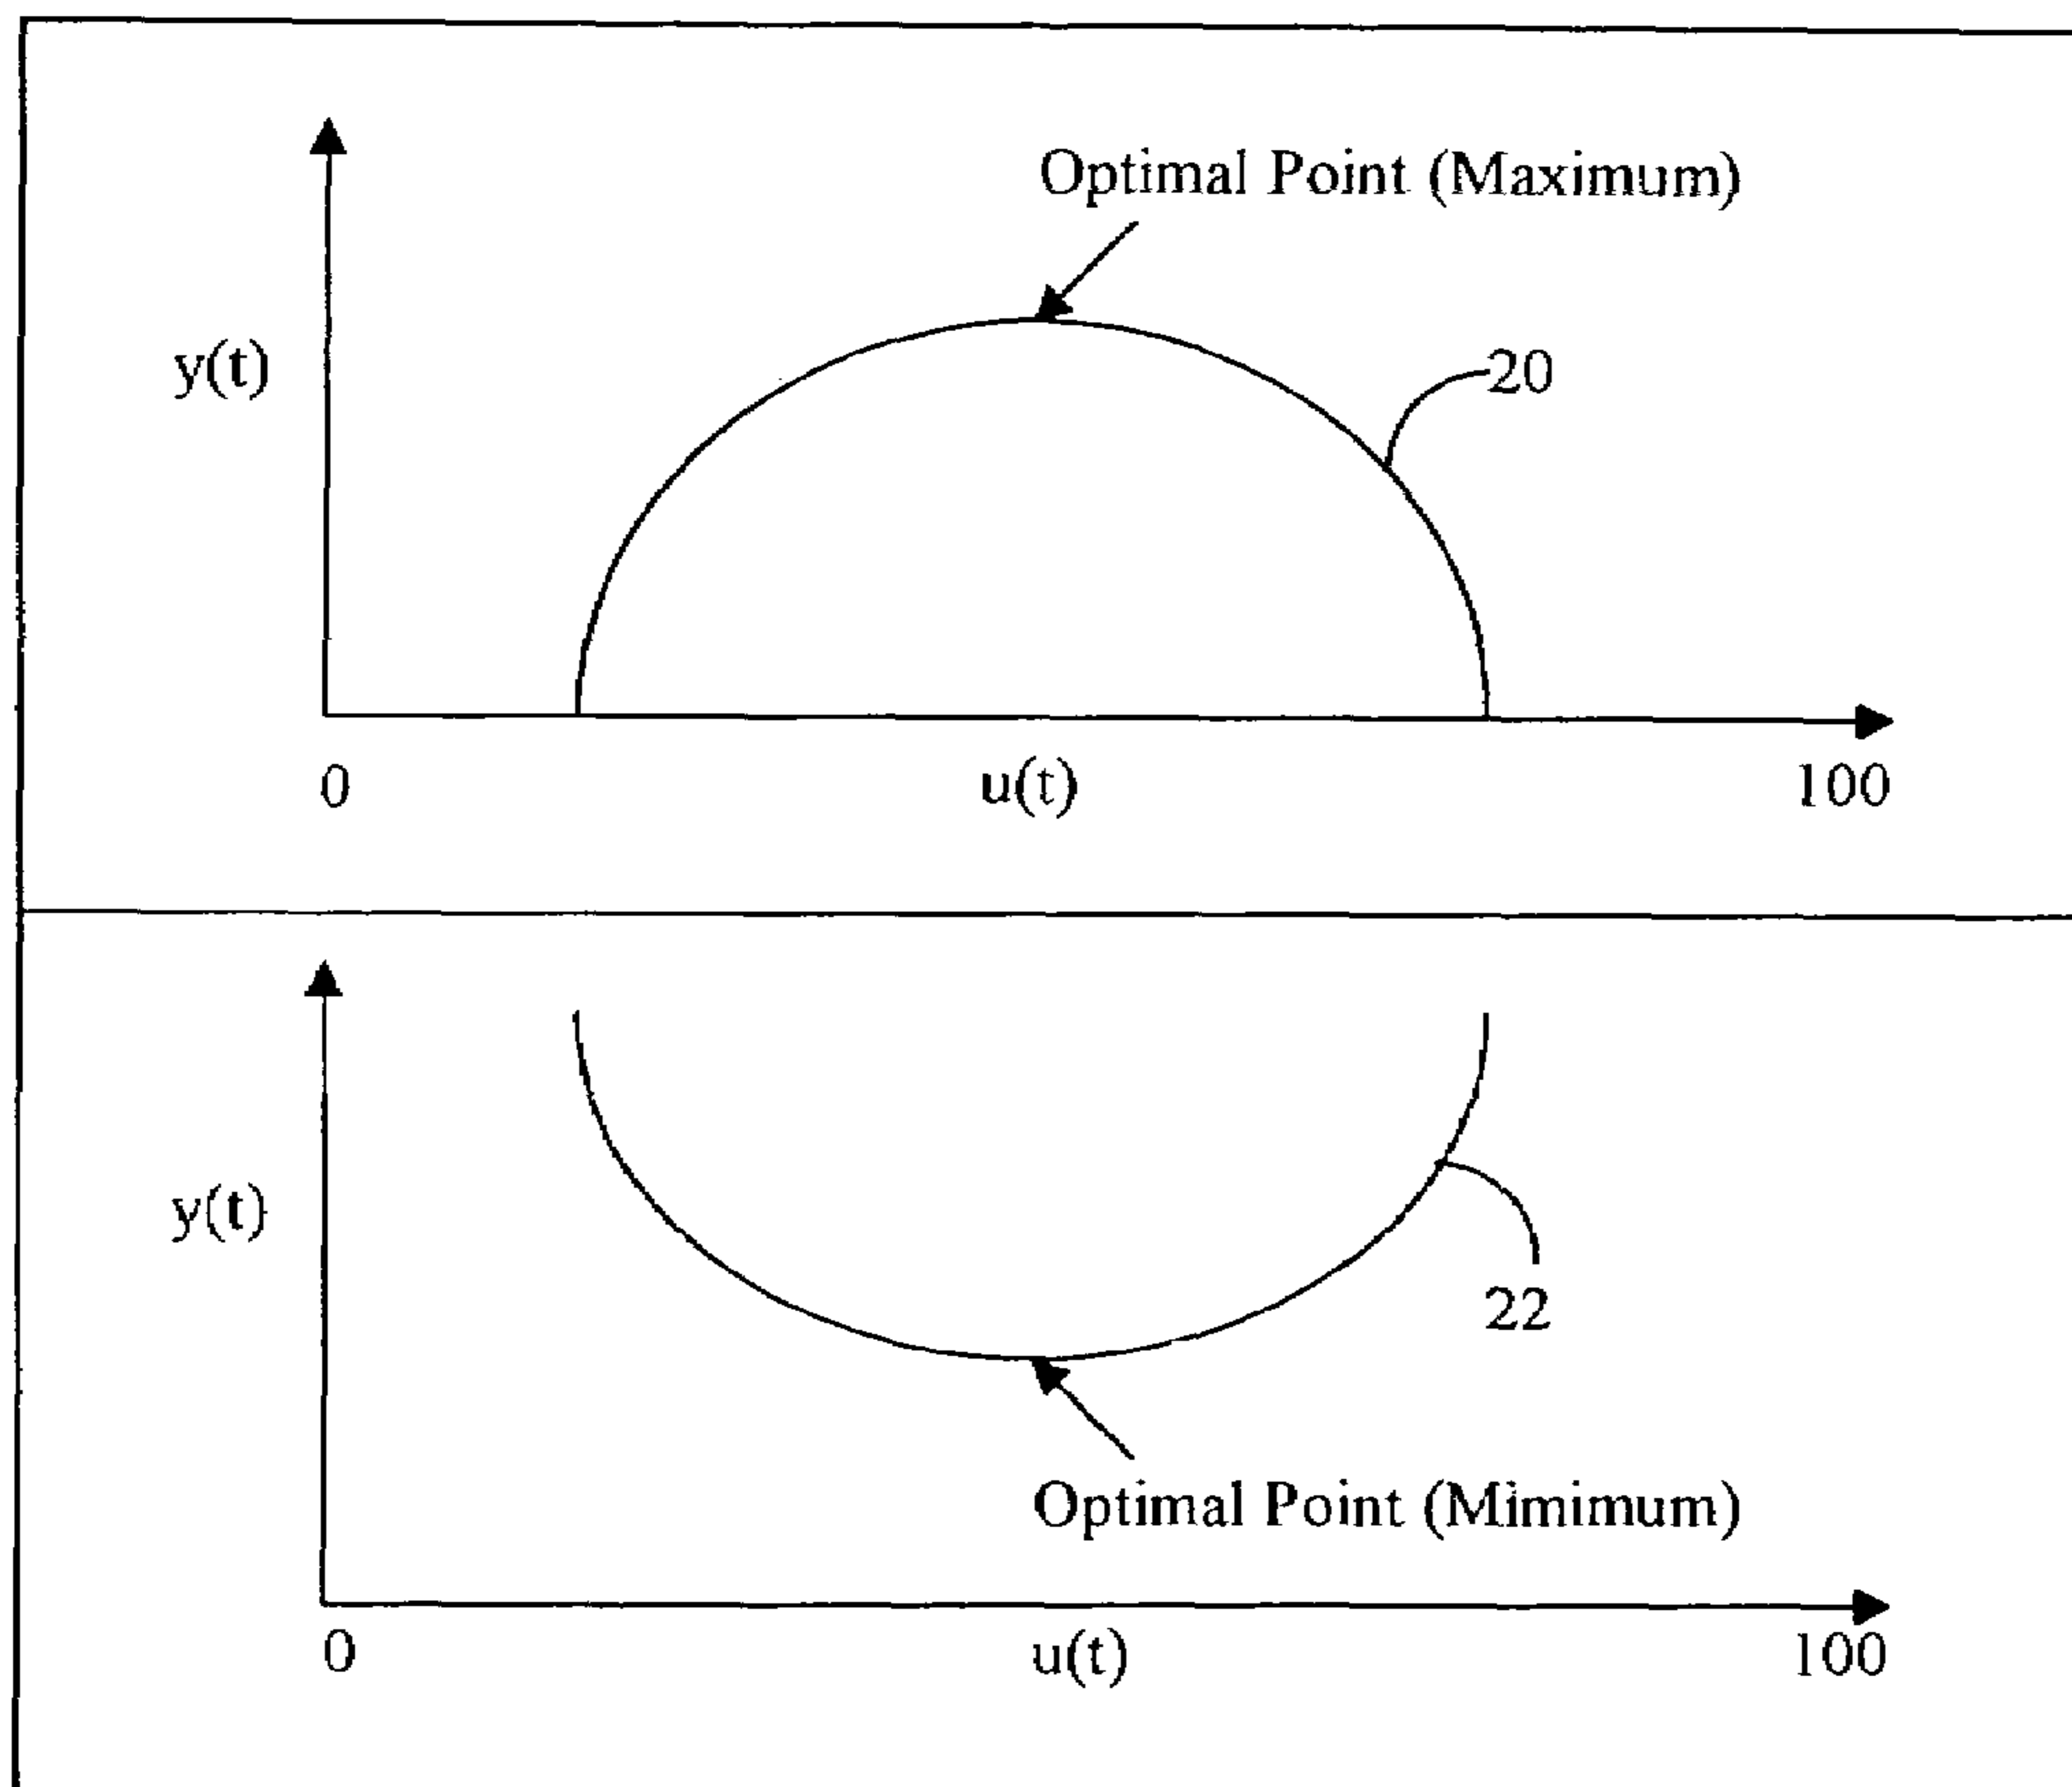 Optimal Point (Maximum)
y(t)
20
0
u(t)
100
y(t)
22
Optimal Point (Mimimum)
0
u(t)
100